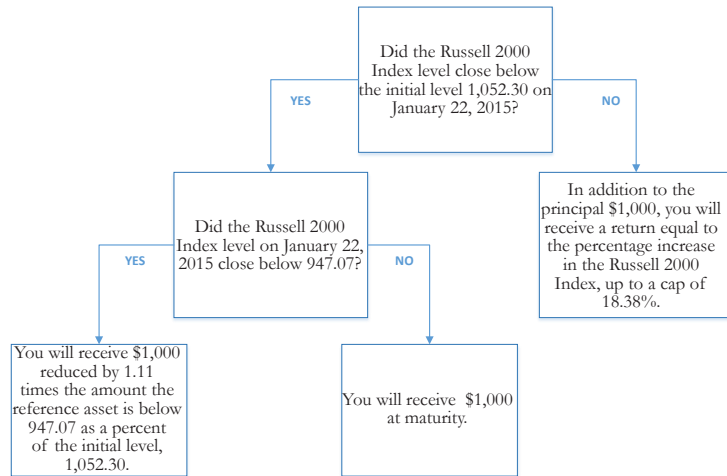 Did the Russell 2000
Index level close below
the initial level 1,052.30 on
January 22, 2015?
YES
NO
Did the Russell 2000
Index level on January 22,
2015 close below 947.07?
In addition to the
principal $1,000, you will
receive a return equal to
the percentage increase
in the Russell 2000
Index, up to a cap of
18.38%.
YES
NO
You will receive $1,000
reduced by 1.11
times the amount the
reference asset is below
947.07 as a percent
of the initial level,
1,052.30.
You will receive $1,000
at maturity.